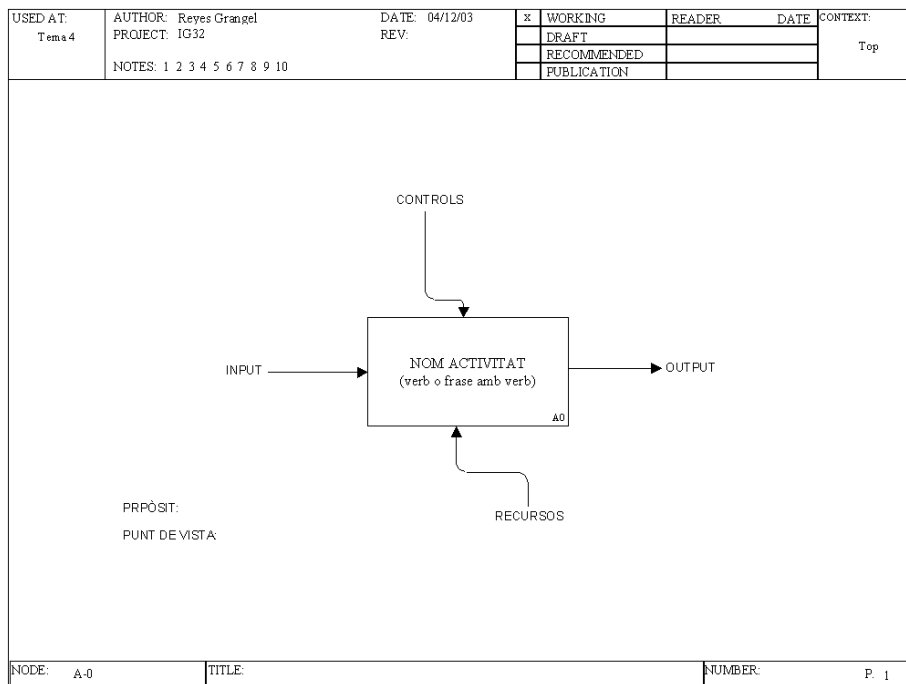 USED AT:
Tema 4
AUTHOR: Reyes Grangel
PROJECT: IG32
NOTES: 1 2 3 4 5 6 7 8 9 10
DATE: 04/12/03
REV:
x WORKING
DRAFT
RECOMMENDED
PUBLICATION
READER DATE
CONTEXT:
Top
CONTROLS
INPUT
NOM ACTIVITAT
(verb o frase amb verb)
A0
OUTPUT
RECURSOS
PRPÒSIT:
PUNT DE VISTA:
NODE: A-0
TITLE:
NUMBER:
P. 1